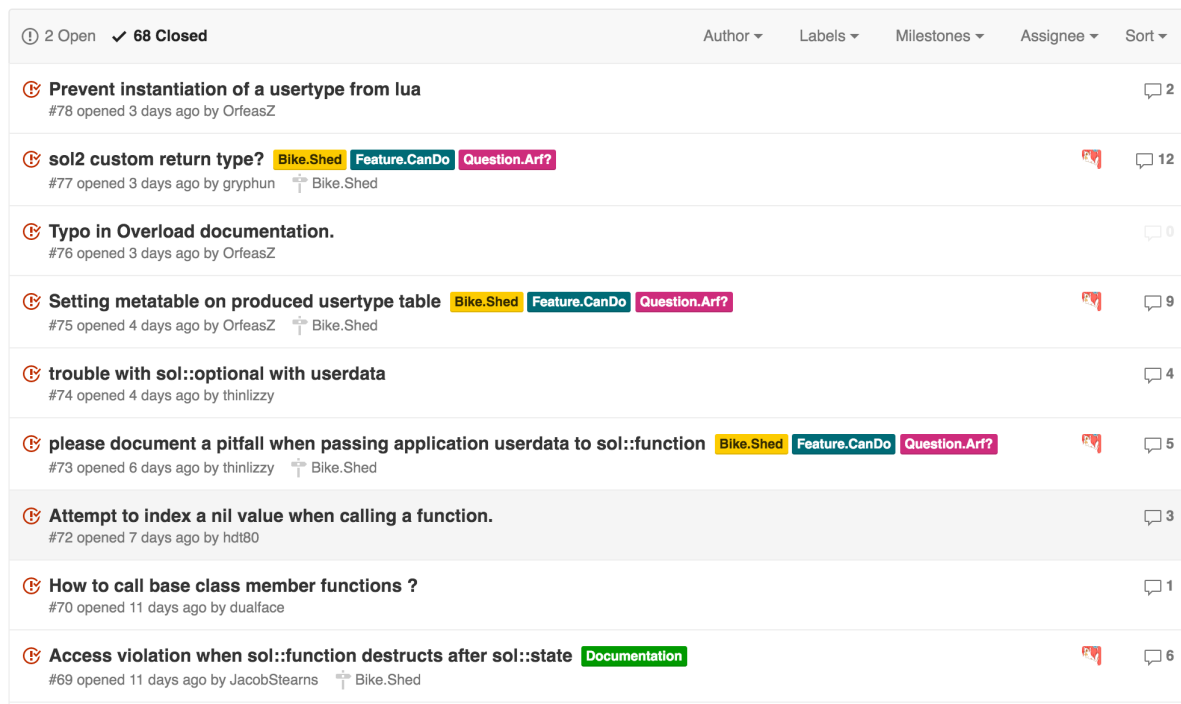 2 Open 68 Closed Author Labels Milestones Assignee Sort
Prevent instantiation of a usertype from lua 2
#78 opened 3 days ago by OrfeasZ
sol2 custom return type? Bike.Shed Feature.CanDo Question.Arf? 12
#77 opened 3 days ago by gryphun Bike.Shed
Typo in Overload documentation. 0
#76 opened 3 days ago by OrfeasZ
Setting metatable on produced usertype table Bike.Shed Feature.CanDo Question.Arf? 9
#75 opened 4 days ago by OrfeasZ Bike.Shed
trouble with sol::optional with userdata 4
#74 opened 4 days ago by thinlizzy
please document a pitfall when passing application userdata to sol::function Bike.Shed Feature.CanDo Question.Arf? 5
#73 opened 6 days ago by thinlizzy Bike.Shed
Attempt to index a nil value when calling a function. 3
#72 opened 7 days ago by hdt80
How to call base class member functions ? 1
#70 opened 11 days ago by dualface
Access violation when sol::function destructs after sol::state Documentation 6
#69 opened 11 days ago by JacobStearns Bike.Shed